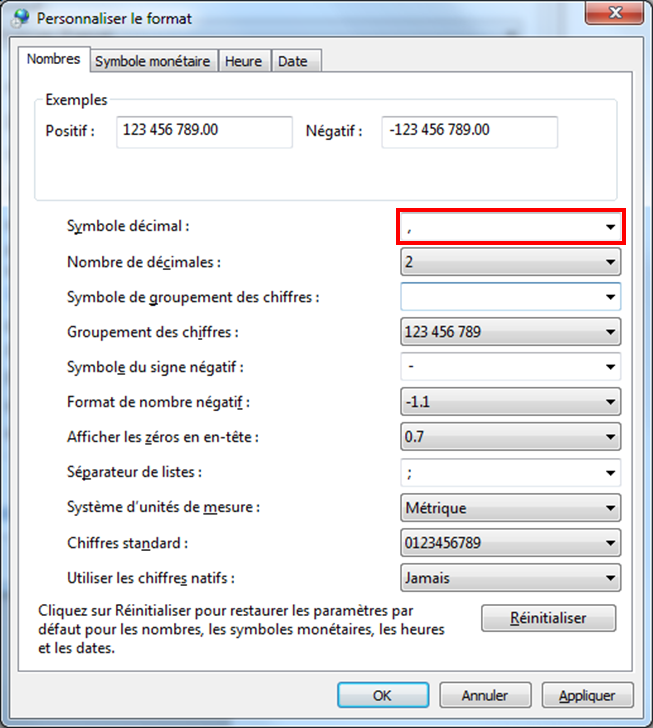 Personnaliser le format
Nombres Symbole monétaire Heure Date
Exemples
Positif : 123 456 789.00 Négatif : -123 456 789.00
Symbole décimal : ,
Nombre de décimales : 2
Symbole de groupement des chiffres :
Groupement des chiffres : 123 456 789
Symbole du signe négatif : -
Format de nombre négatif : -1.1
Afficher les zéros en en-tête : 0.7
Séparateur de listes : ;
Système d'unités de mesure : Métrique
Chiffres standard : 0123456789
Utiliser les chiffres natifs : Jamais
Cliquez sur Réinitialiser pour restaurer les paramètres par
défaut pour les nombres, les symboles monétaires, les heures
et les dates.
Réinitialiser
OK Annuler Appliquer